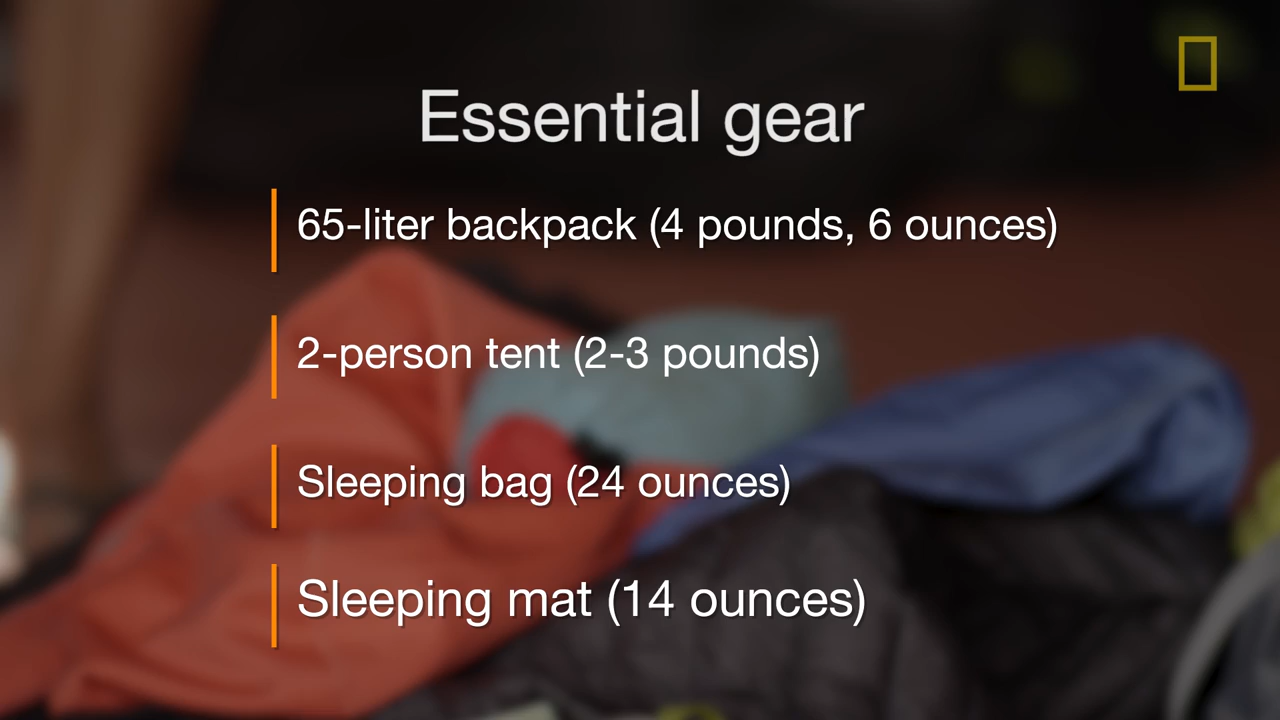 Essential gear
65-liter backpack (4 pounds, 6 ounces)
2-person tent (2-3 pounds)
Sleeping bag (24 ounces)
Sleeping mat (14 ounces)